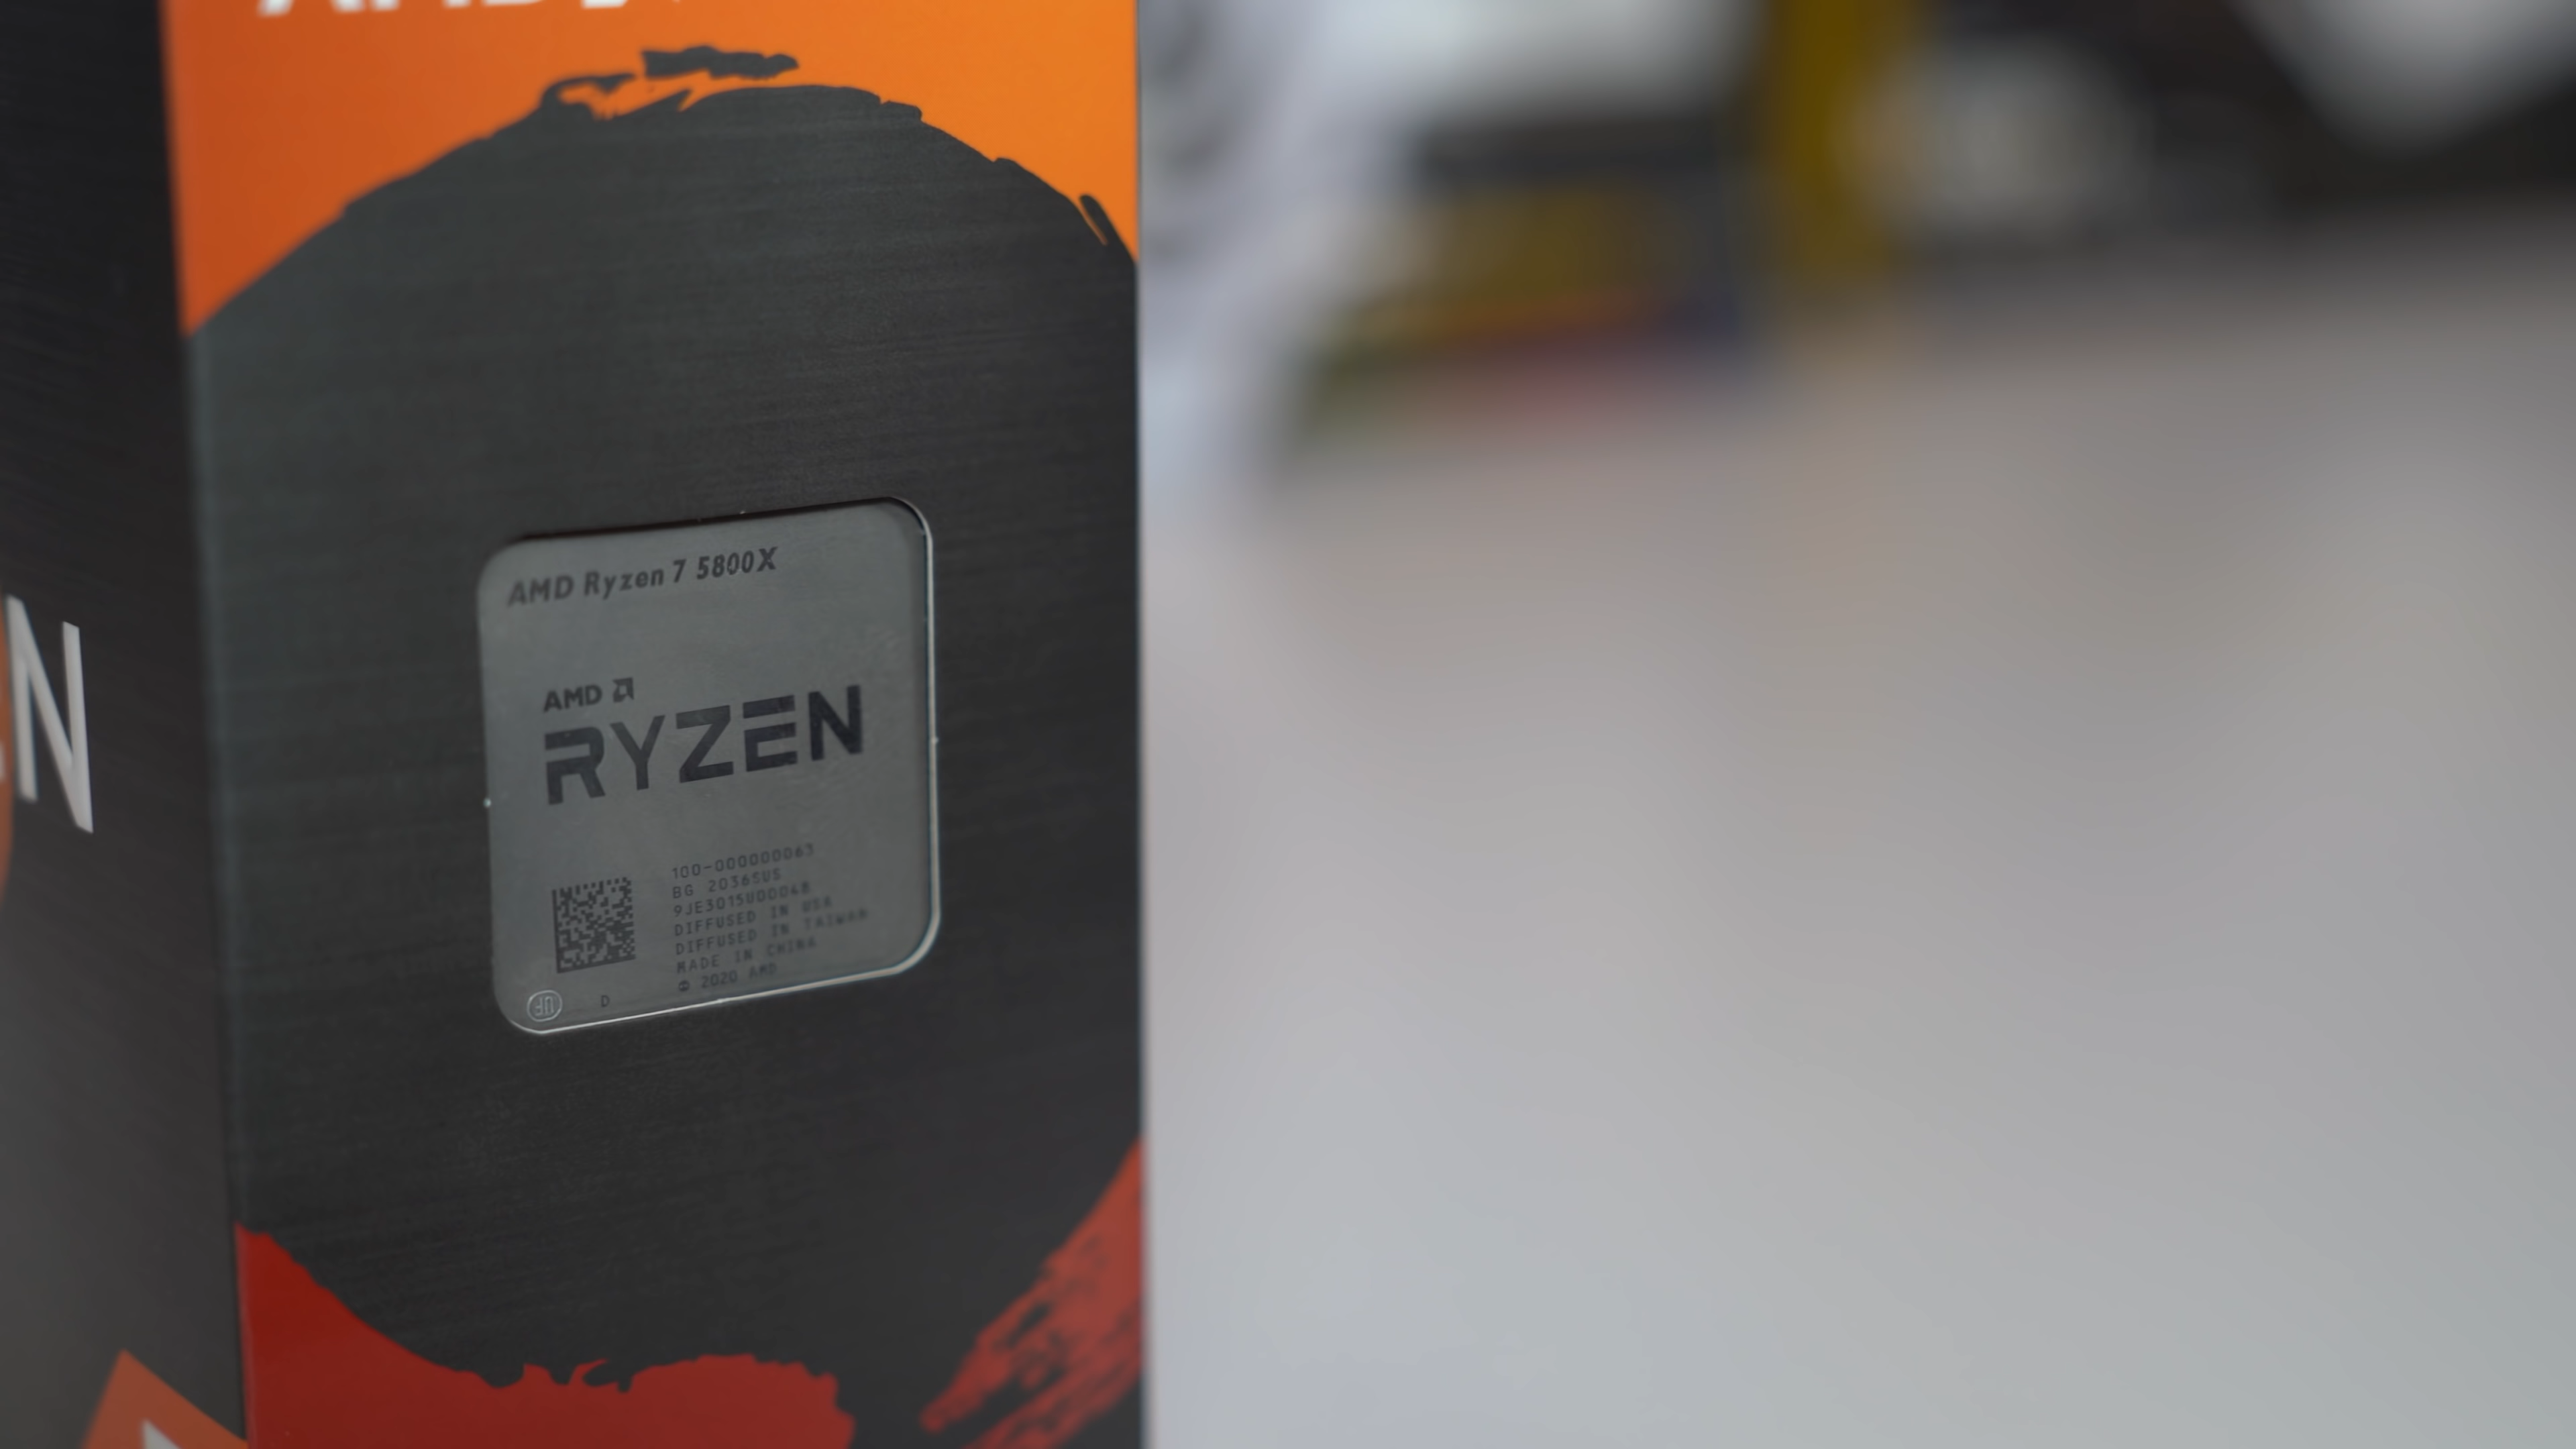 AMD Ryzen 7 5800X
AMD
RYZEN
100-000000063
BG 2036SUS
9JE3015U00048
DIFFUSED IN USA
DIFFUSED IN TAIWAN
MADE IN CHINA
© 2020 AMD
D
N